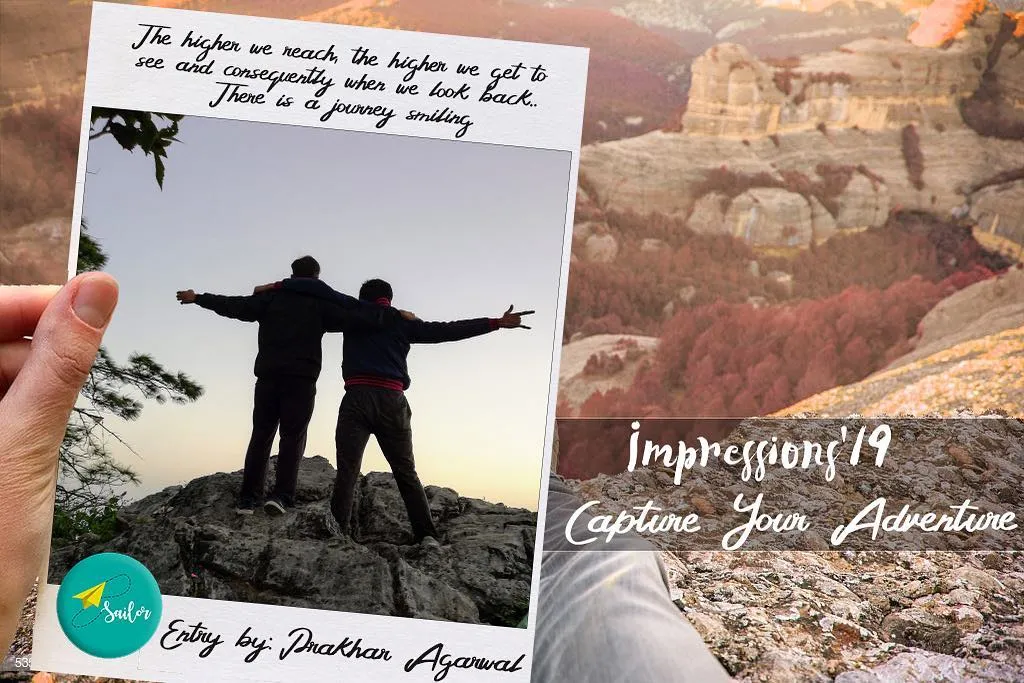 The higher we reach, the higher we get to
see and consequently when we look back..
There is a journey smiling
Impressions'19
Capture Your Adventure
Sailor
Entry by: Prakhar Agarwal